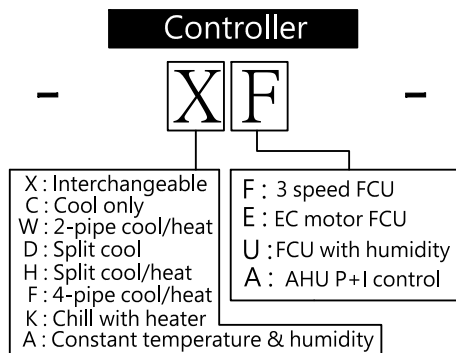 Controller
- X F -
X : Interchangeable
C : Cool only
W : 2-pipe cool/heat
D : Split cool
H : Split cool/heat
F : 4-pipe cool/heat
K : Chill with heater
A : Constant temperature & humidity
F : 3 speed FCU
E : EC motor FCU
U : FCU with humidity
A : AHU P+I control